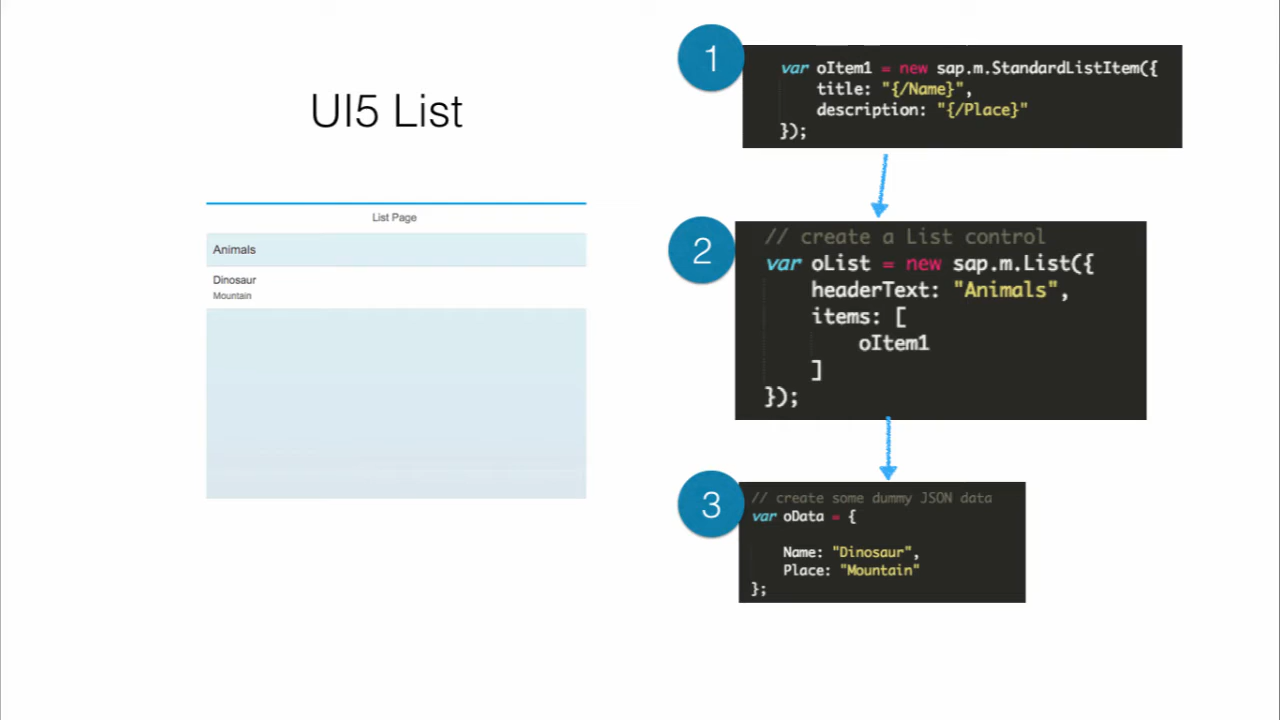 UI5 List
List Page
Animals
Dinosaur
Mountain
1
var oItem1 = new sap.m.StandardListItem({
title: "{/Name}",
description: "{/Place}"
});
2
// create a List control
var oList = new sap.m.List({
headerText: "Animals",
items: [
oItem1
]
});
3
// create some dummy JSON data
var oData = {
Name: "Dinosaur",
Place: "Mountain"
};